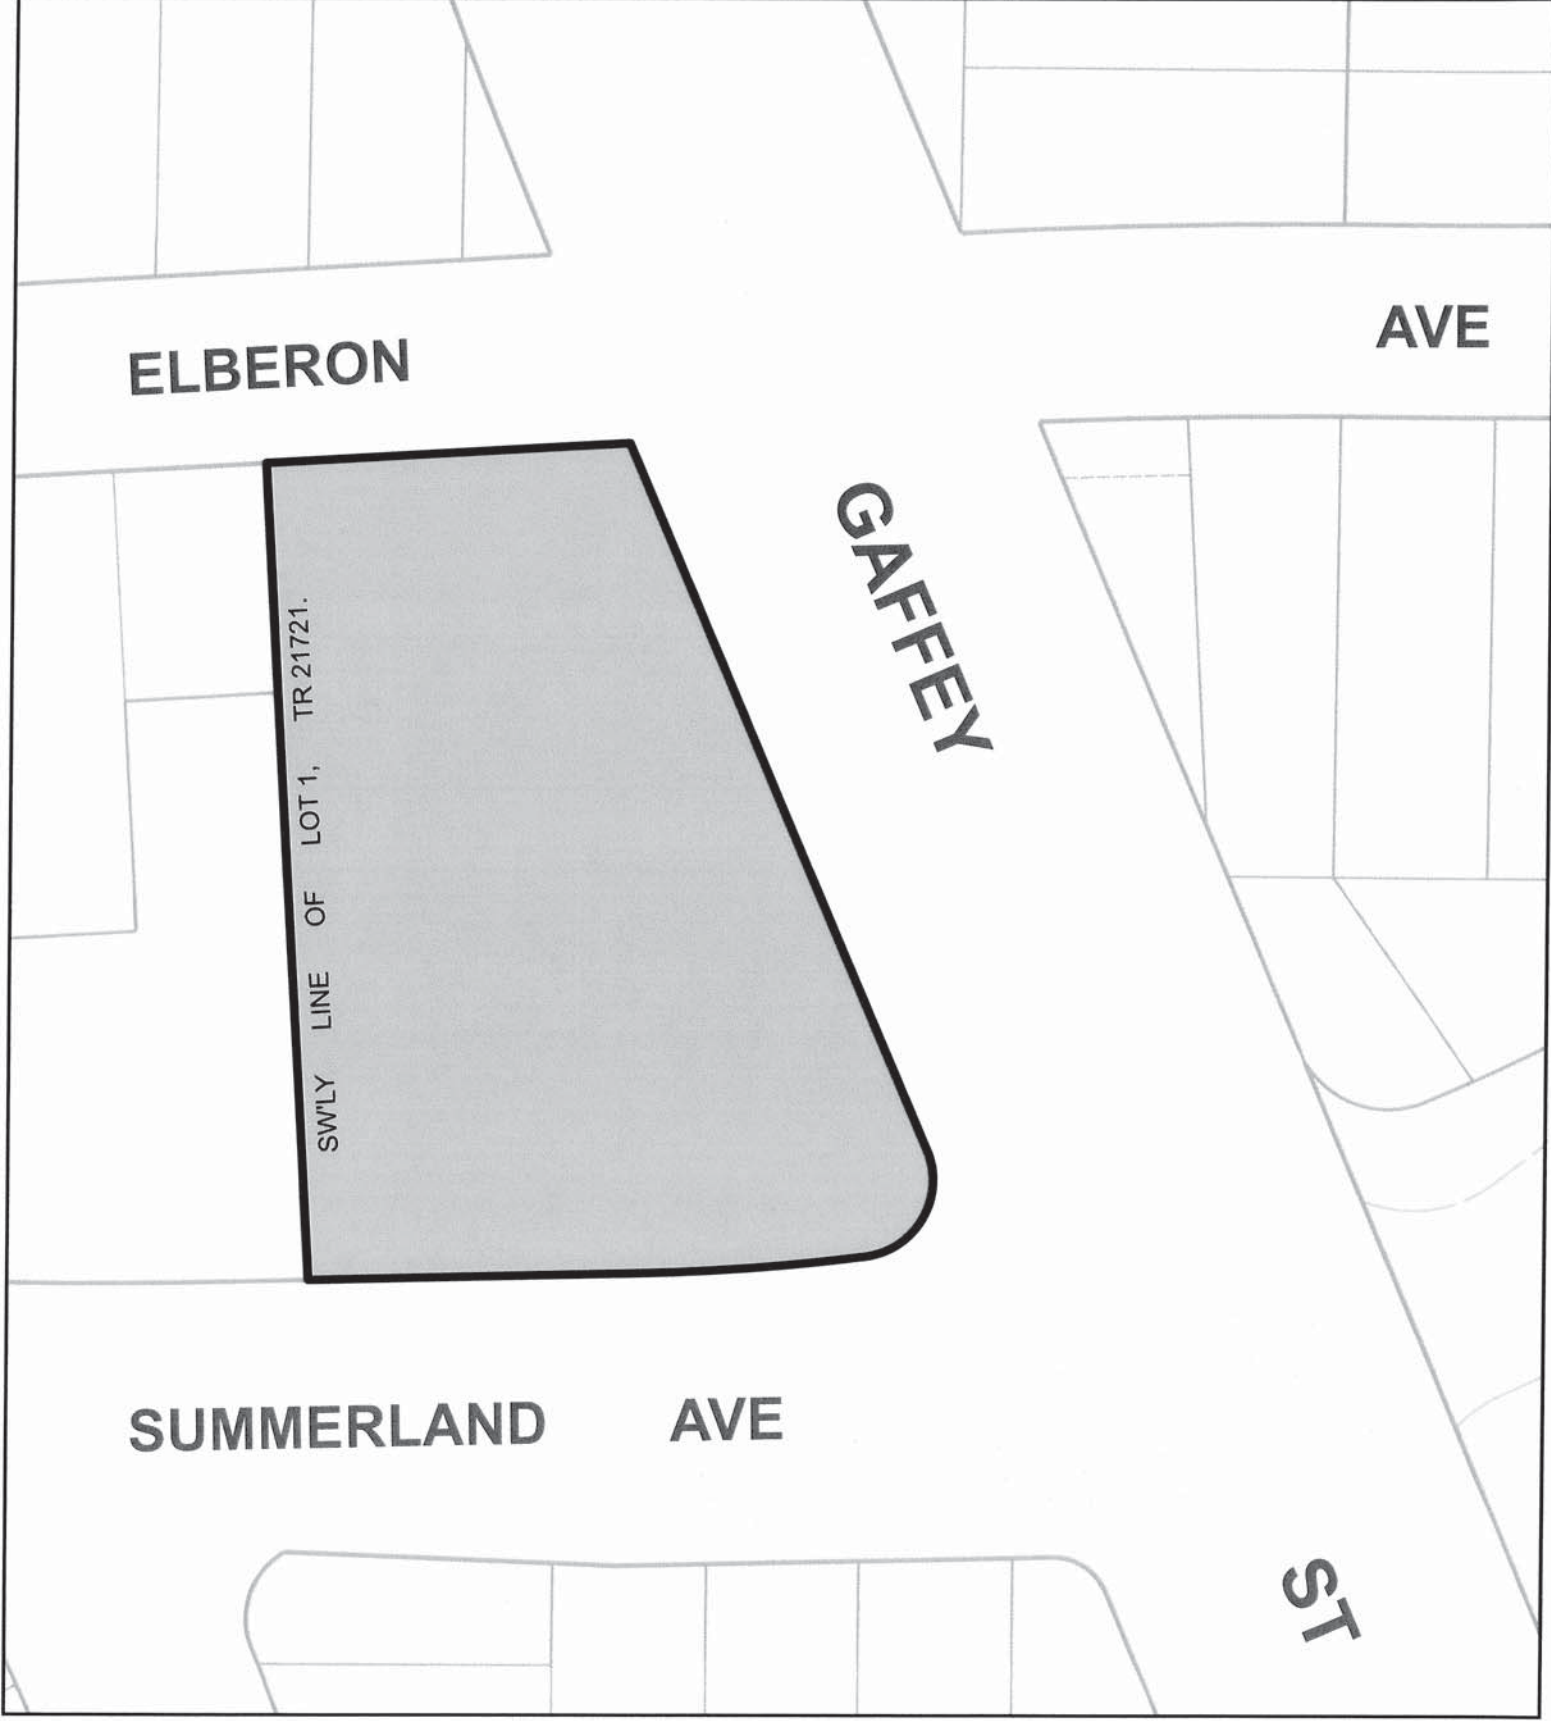 ELBERON AVE
GAFFEY ST
SW'LY LINE OF LOT 1, TR 21721.
SUMMERLAND AVE